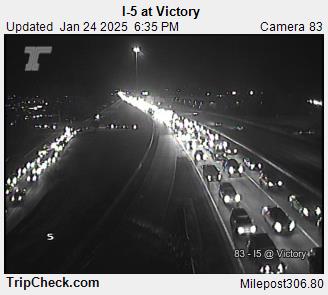 I-5 at Victory
Updated Jan 24 2025 6:35 PM Camera 83
T
S
83 - I5 @ Victory
TripCheck.com Milepost306.80